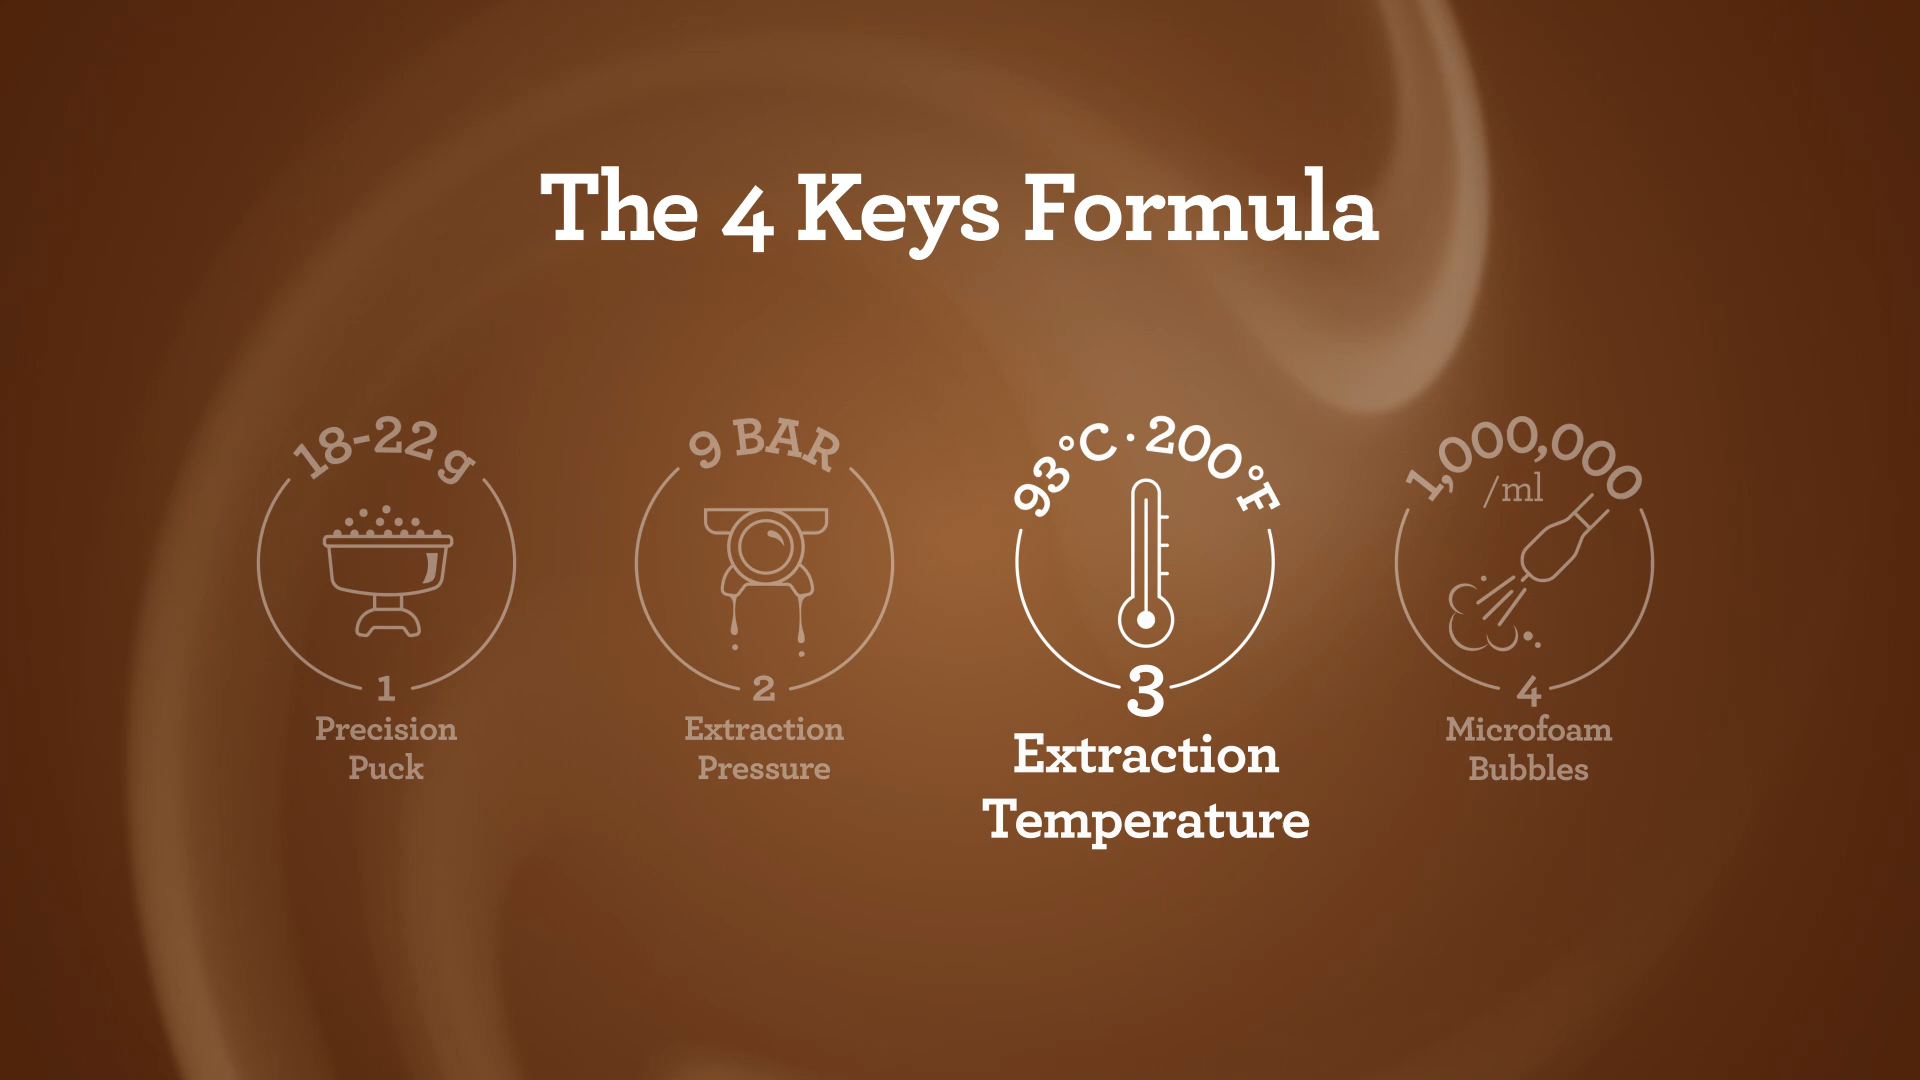 The 4 Keys Formula
18-22 g
1
Precision
Puck
9 BAR
2
Extraction
Pressure
93°C · 200°F
3
Extraction
Temperature
1,000,000
/ml
4
Microfoam
Bubbles